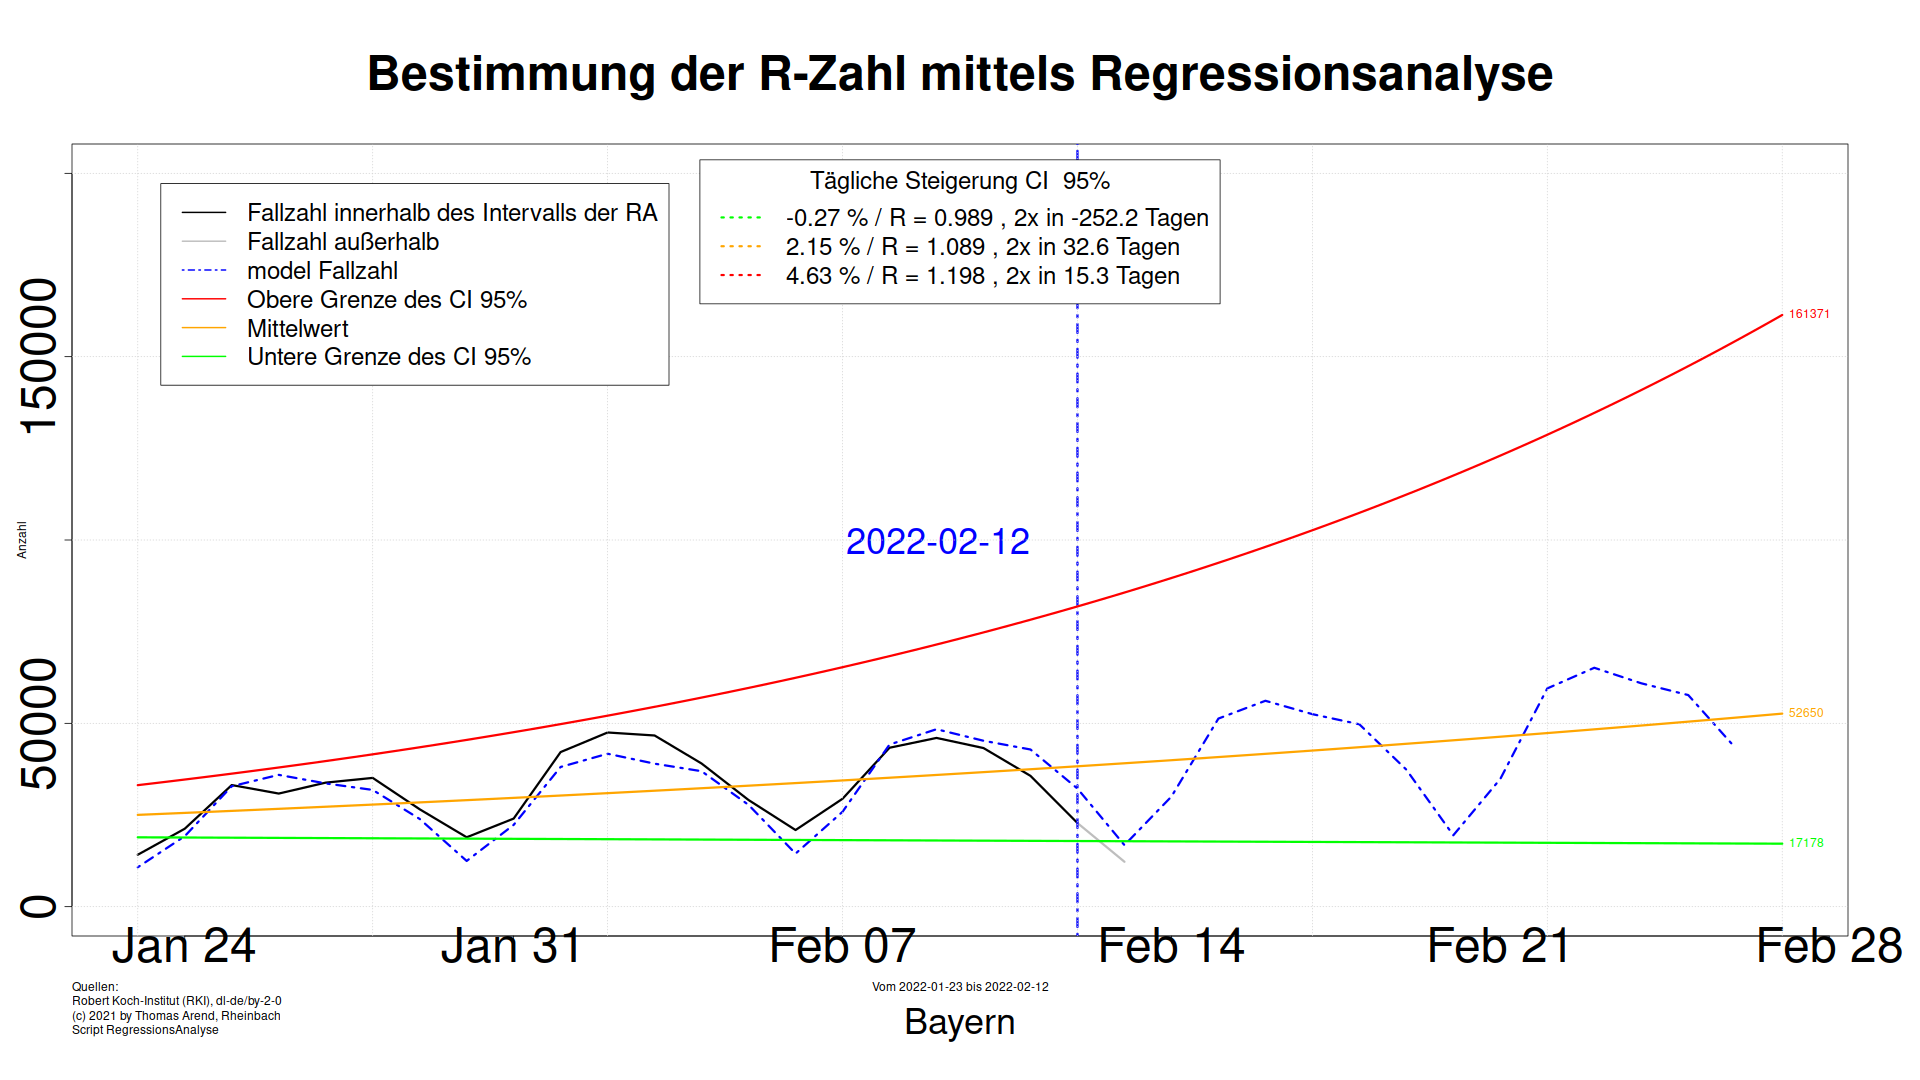 Bestimmung der R-Zahl mittels Regressionsanalyse
Fallzahl innerhalb des Intervalls der RA
Fallzahl außerhalb
model Fallzahl
Obere Grenze des CI 95%
Mittelwert
Untere Grenze des CI 95%
Tägliche Steigerung CI  95%
-0.27 % / R = 0.989 , 2x in -252.2 Tagen
2.15 % / R = 1.089 , 2x in 32.6 Tagen
4.63 % / R = 1.198 , 2x in 15.3 Tagen
150000
50000
0
Anzahl
2022-02-12
161371
52650
17178
Jan 24
Jan 31
Feb 07
Feb 14
Feb 21
Feb 28
Quellen:
Robert Koch-Institut (RKI), dl-de/by-2-0
(c) 2021 by Thomas Arend, Rheinbach
Script RegressionsAnalyse
Vom 2022-01-23 bis 2022-02-12
Bayern